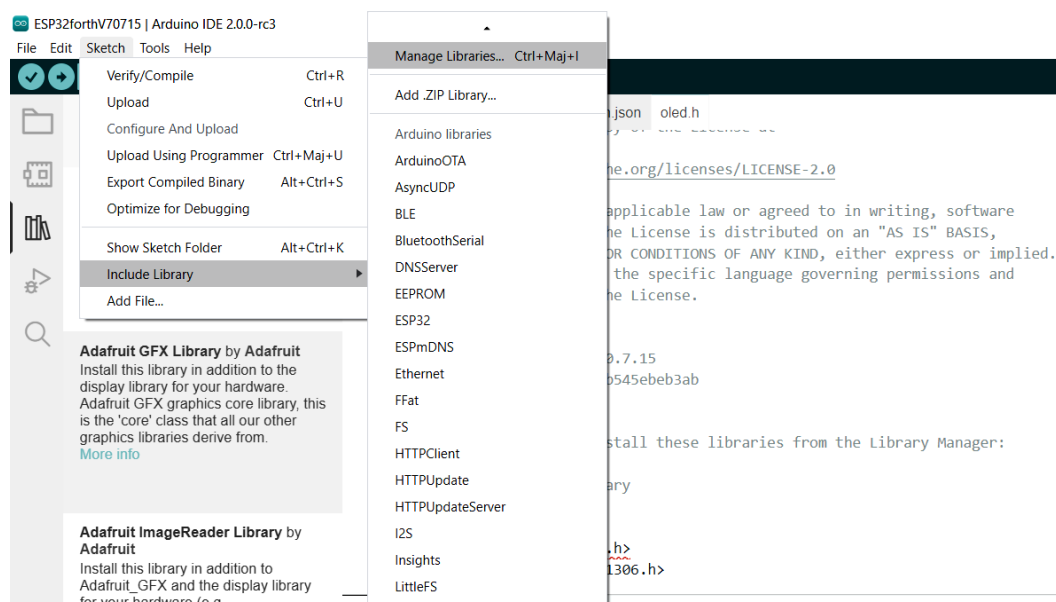 ESP32forthV70715 | Arduino IDE 2.0.0-rc3
File Edit Sketch Tools Help
Verify/Compile Ctrl+R
Upload Ctrl+U
Configure And Upload
Upload Using Programmer Ctrl+Maj+U
Export Compiled Binary Alt+Ctrl+S
Optimize for Debugging
Show Sketch Folder Alt+Ctrl+K
Include Library
Add File...
Manage Libraries... Ctrl+Maj+I
Add .ZIP Library...
Arduino libraries
ArduinoOTA
AsyncUDP
BLE
BluetoothSerial
DNSServer
EEPROM
ESP32
ESPmDNS
Ethernet
FFat
FS
HTTPClient
HTTPUpdate
HTTPUpdateServer
I2S
Insights
LittleFS
Adafruit GFX Library by Adafruit
Install this library in addition to the
display library for your hardware.
Adafruit GFX graphics core library, this
is the 'core' class that all our other
graphics libraries derive from.
More info
Adafruit ImageReader Library by
Adafruit
Install this library in addition to
Adafruit_GFX and the display library
for your hardware (e.g.
.json oled.h
of the License at
ne.org/licenses/LICENSE-2.0
applicable law or agreed to in writing, software
he License is distributed on an "AS IS" BASIS,
OR CONDITIONS OF ANY KIND, either express or implied.
the specific language governing permissions and
he License.
0.7.15
b545ebeb3ab
stall these libraries from the Library Manager:
ary
.h>
1306.h>